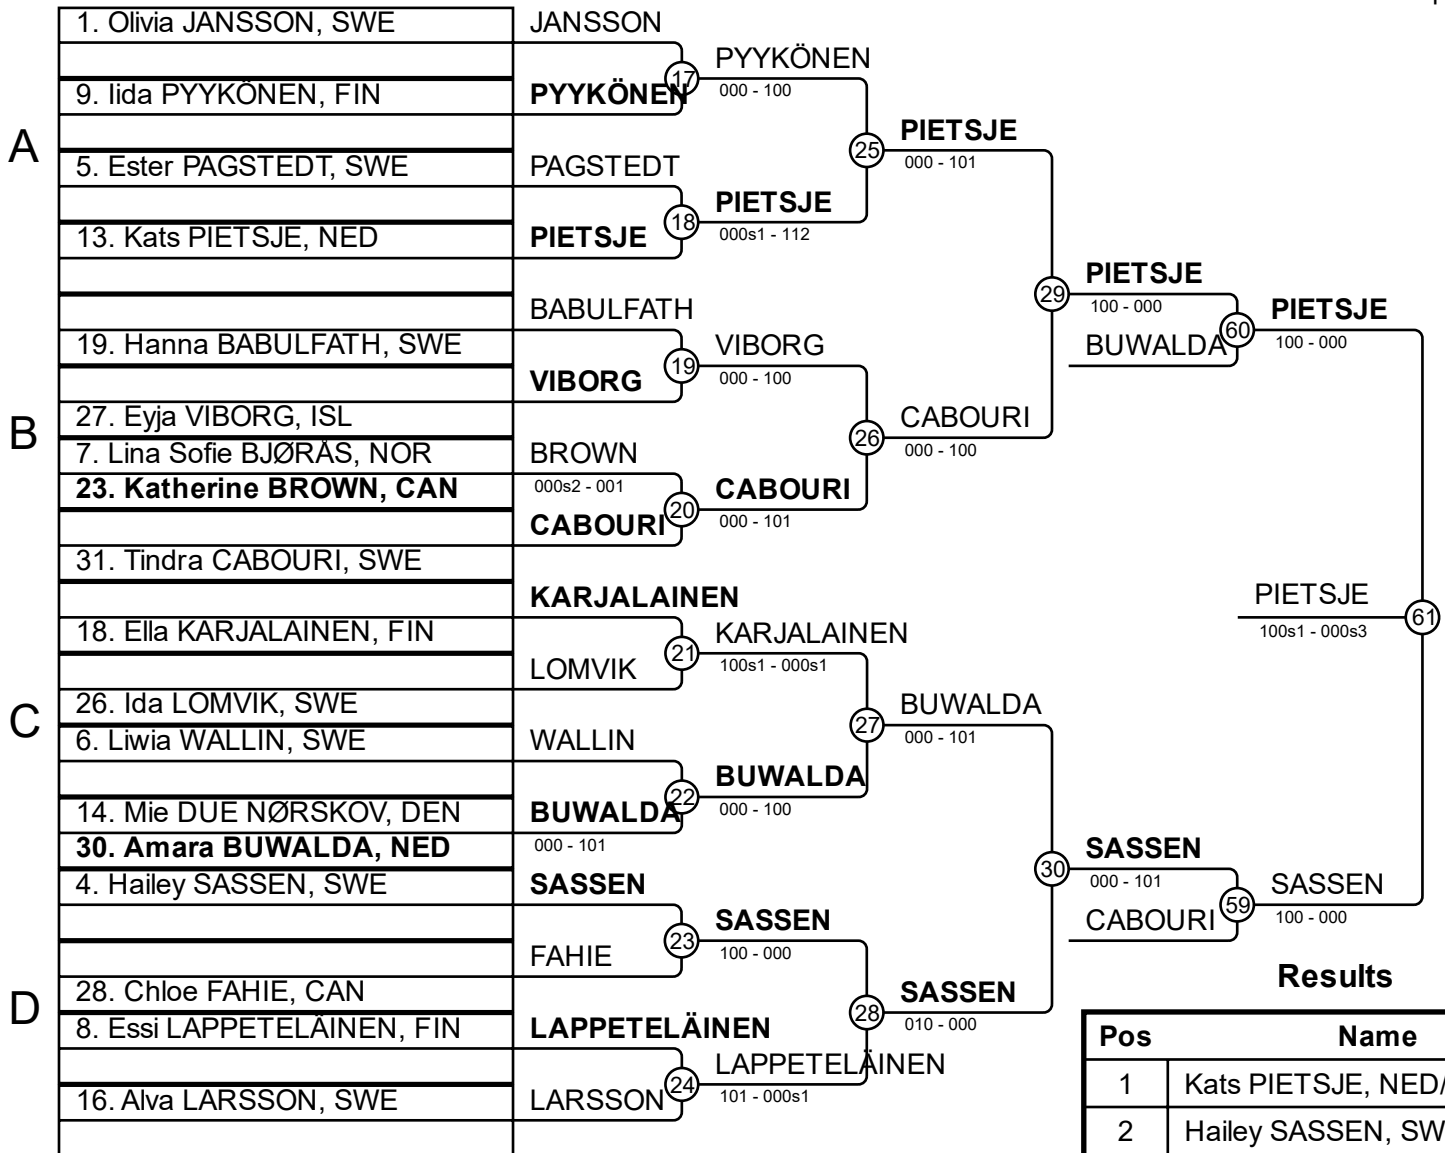 1. Olivia JANSSON, SWE
JANSSON
PYYKÖNEN
17
9. Iida PYYKÖNEN, FIN
PYYKÖNEN
000 - 100
A
PIETSJE
25
000 - 101
5. Ester PAGSTEDT, SWE
PAGSTEDT
PIETSJE
18
000s1 - 112
13. Kats PIETSJE, NED
PIETSJE
PIETSJE
29
100 - 000
PIETSJE
60
100 - 000
BUWALDA
BABULFATH
19. Hanna BABULFATH, SWE
VIBORG
19
000 - 100
VIBORG
27. Eyja VIBORG, ISL
B
CABOURI
26
000 - 100
7. Lina Sofie BJØRÅS, NOR
BROWN
23. Katherine BROWN, CAN
000s2 - 001
CABOURI
20
000 - 101
CABOURI
31. Tindra CABOURI, SWE
KARJALAINEN
PIETSJE
61
100s1 - 000s3
18. Ella KARJALAINEN, FIN
KARJALAINEN
21
100s1 - 000s1
LOMVIK
26. Ida LOMVIK, SWE
C
BUWALDA
27
000 - 101
6. Liwia WALLIN, SWE
WALLIN
BUWALDA
22
000 - 100
14. Mie DUE NØRSKOV, DEN
BUWALDA
30. Amara BUWALDA, NED
000 - 101
SASSEN
30
000 - 101
4. Hailey SASSEN, SWE
SASSEN
SASSEN
59
100 - 000
CABOURI
SASSEN
23
100 - 000
FAHIE
28. Chloe FAHIE, CAN
D
SASSEN
28
010 - 000
8. Essi LAPPETELÄINEN, FIN
LAPPETELÄINEN
LAPPETELÄINEN
24
101 - 000s1
16. Alva LARSSON, SWE
LARSSON
Results
Pos Name
1 Kats PIETSJE, NED/
2 Hailey SASSEN, SW